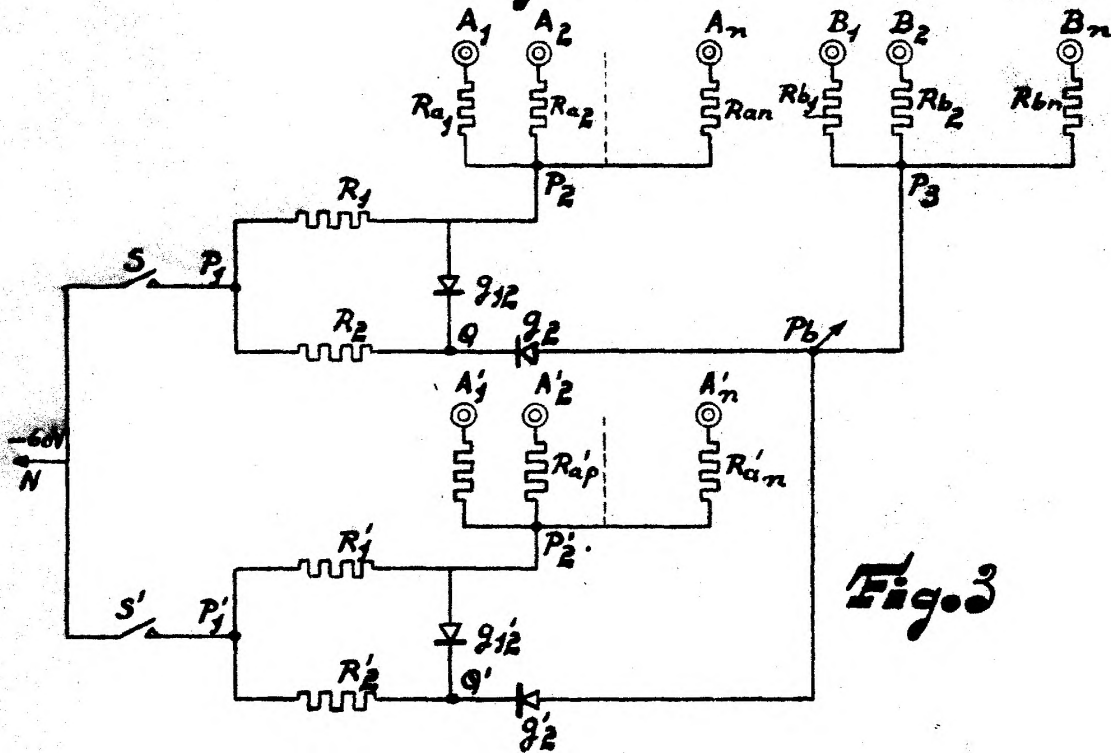 A₁ A₂ Aₙ B₁ B₂ Bₙ
Ra₁ Ra₂ Ran Rb₁ Rb₂ Rbn
P₂ P₃
R₁
S P₁ g₁₂
R₂ Q g₂ Pb
A'₁ A'₂ A'ₙ
-60V
N
Ra'p Ra'n
R'₁ P'₂.
Fig.3
S' P'₁ g'₁₂
R'₂ Q'
g'₂